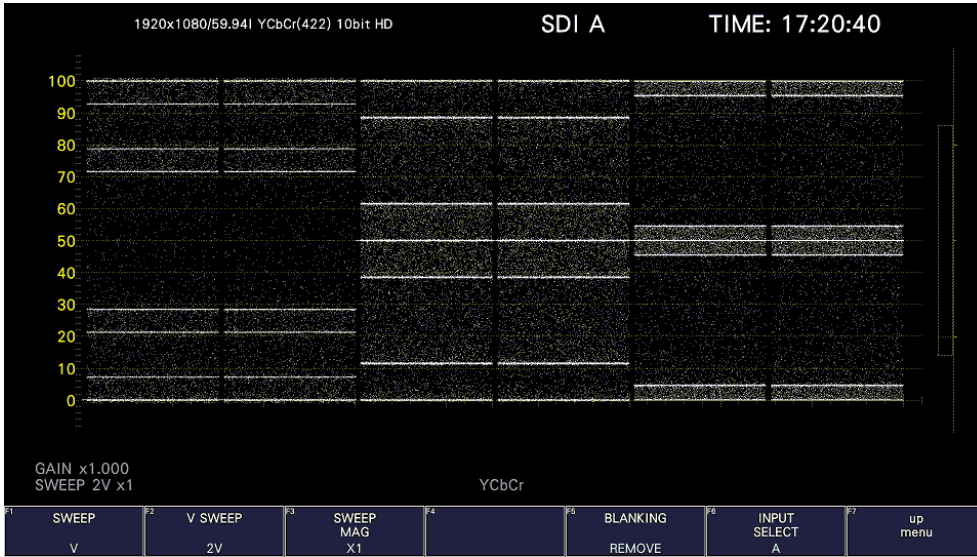 1920x1080/59.94I YCbCr(422) 10bit HD SDI A TIME: 17:20:40
100
90
80
70
60
50
40
30
20
10
0
GAIN x1.000
SWEEP 2V x1 YCbCr
F1 SWEEP V
F2 V SWEEP 2V
F3 SWEEP MAG X1
F4
F5 BLANKING REMOVE
F6 INPUT SELECT A
F7 up menu